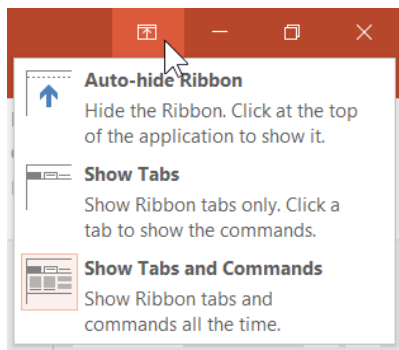 Auto-hide Ribbon
Hide the Ribbon. Click at the top
of the application to show it.
Show Tabs
Show Ribbon tabs only. Click a
tab to show the commands.
Show Tabs and Commands
Show Ribbon tabs and
commands all the time.